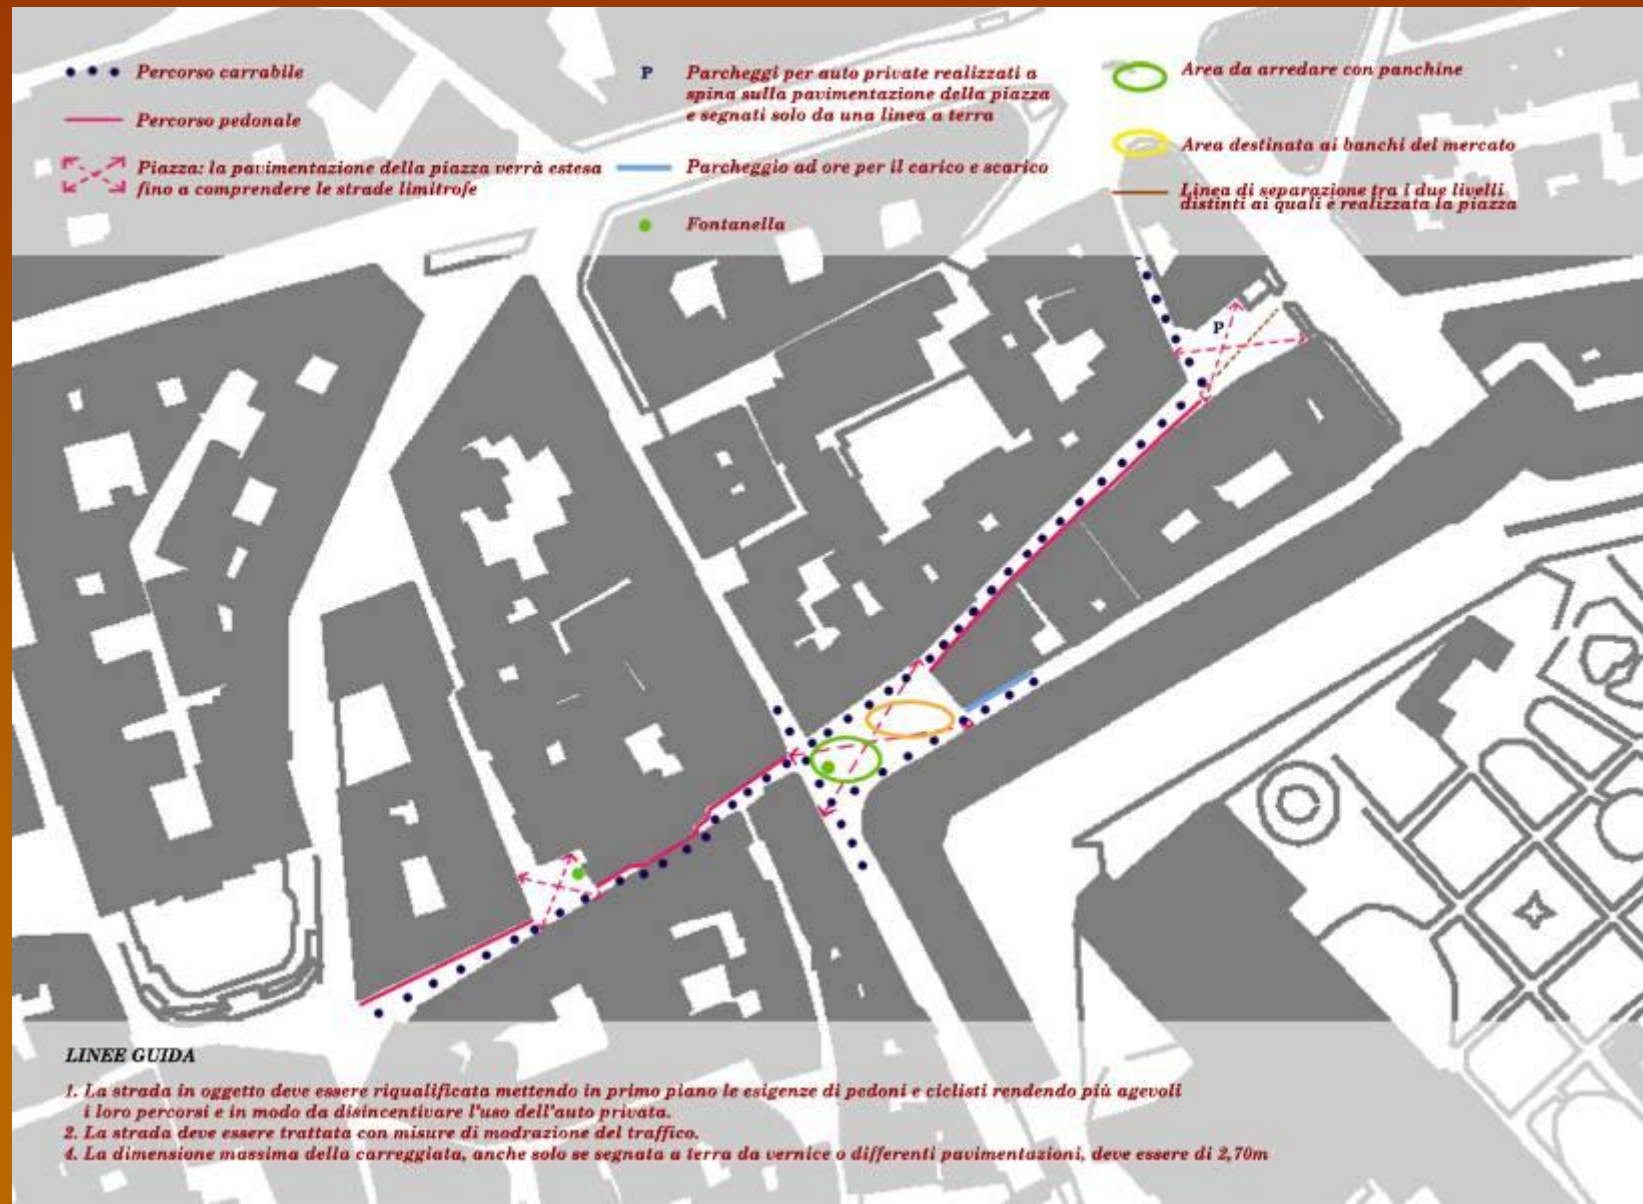 Percorso carrabile
Percorso pedonale
Piazza: la pavimentazione della piazza verrà estesa
fino a comprendere le strade limitrofe
P
Parcheggi per auto private realizzati a
spina sulla pavimentazione della piazza
e segnati solo da una linea a terra
Parcheggio ad ore per il carico e scarico
Fontanella
Area da arredare con panchine
Area destinata ai banchi del mercato
Linea di separazione tra i due livelli
distinti ai quali è realizzata la piazza
P
LINEE GUIDA
1. La strada in oggetto deve essere riqualificata mettendo in primo piano le esigenze di pedoni e ciclisti rendendo più agevoli
i loro percorsi e in modo da disincentivare l'uso dell'auto privata.
2. La strada deve essere trattata con misure di modrazione del traffico.
4. La dimensione massima della carreggiata, anche solo se segnata a terra da vernice o differenti pavimentazioni, deve essere di 2,70m